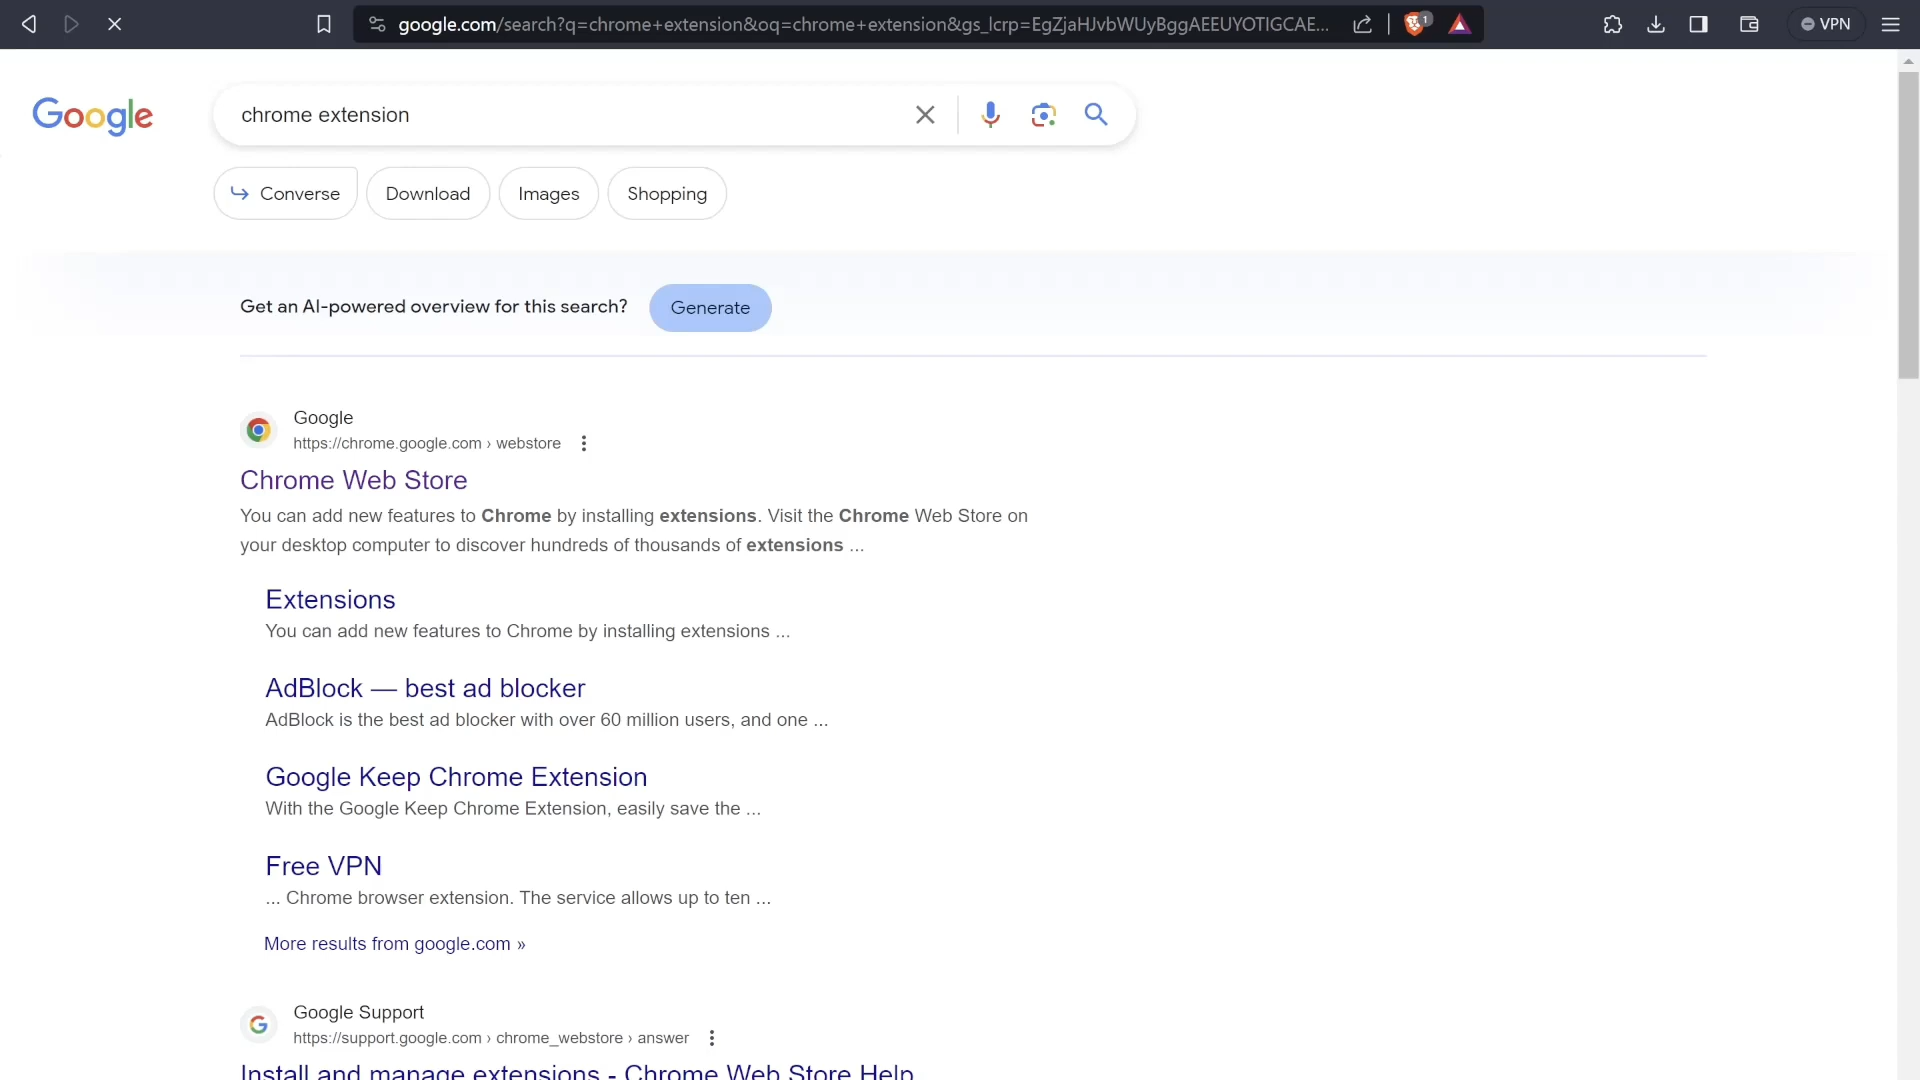 google.com/search?q=chrome+extension&oq=chrome+extension&gs_lcrp=EgZjaHJvbWUyBggAEEUYOTIGCAE...
1
VPN
Google
chrome extension
Converse
Download
Images
Shopping
Get an AI-powered overview for this search?
Generate
Google
https://chrome.google.com › webstore
Chrome Web Store
You can add new features to Chrome by installing extensions. Visit the Chrome Web Store on
your desktop computer to discover hundreds of thousands of extensions ...
Extensions
You can add new features to Chrome by installing extensions ...
AdBlock — best ad blocker
AdBlock is the best ad blocker with over 60 million users, and one ...
Google Keep Chrome Extension
With the Google Keep Chrome Extension, easily save the ...
Free VPN
... Chrome browser extension. The service allows up to ten ...
More results from google.com »
Google Support
https://support.google.com › chrome_webstore › answer
Install and manage extensions - Chrome Web Store Help